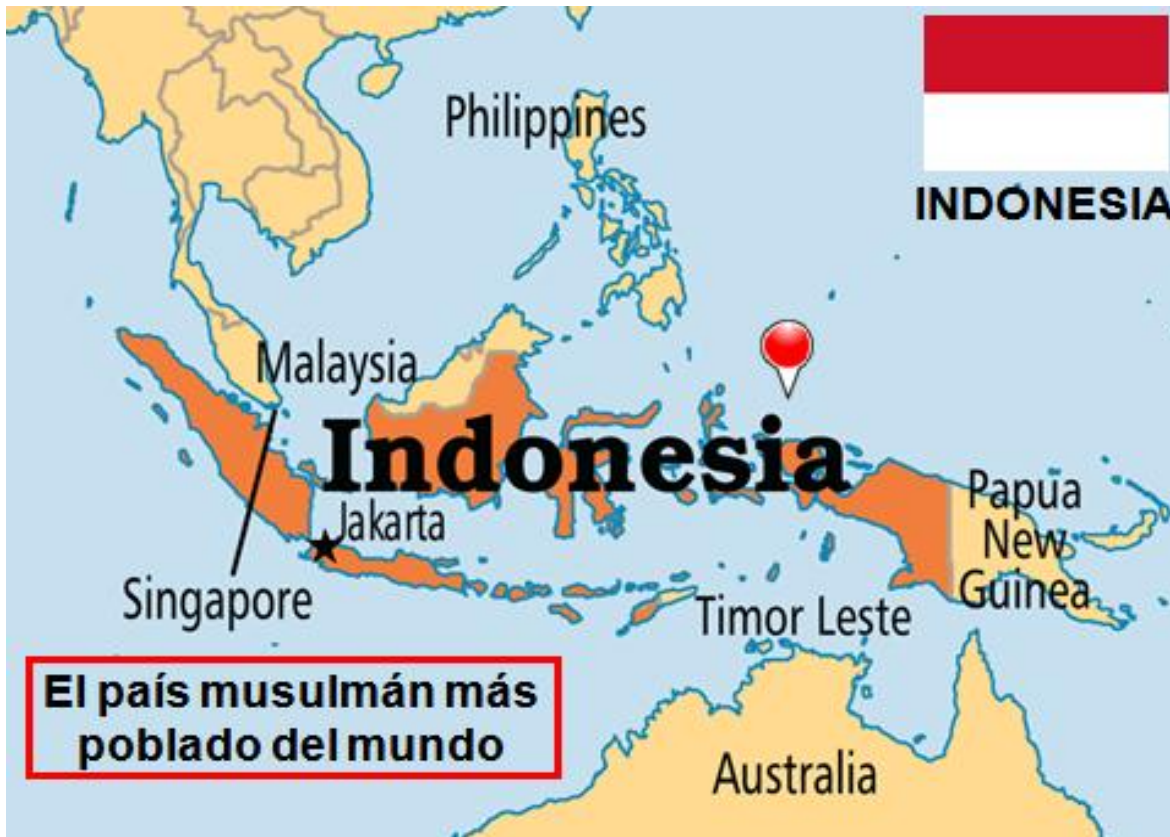 Philippines
INDONESIA
Malaysia
Indonesia
Jakarta
Papua
New
Guinea
Singapore
Timor Leste
El país musulmán más
poblado del mundo
Australia